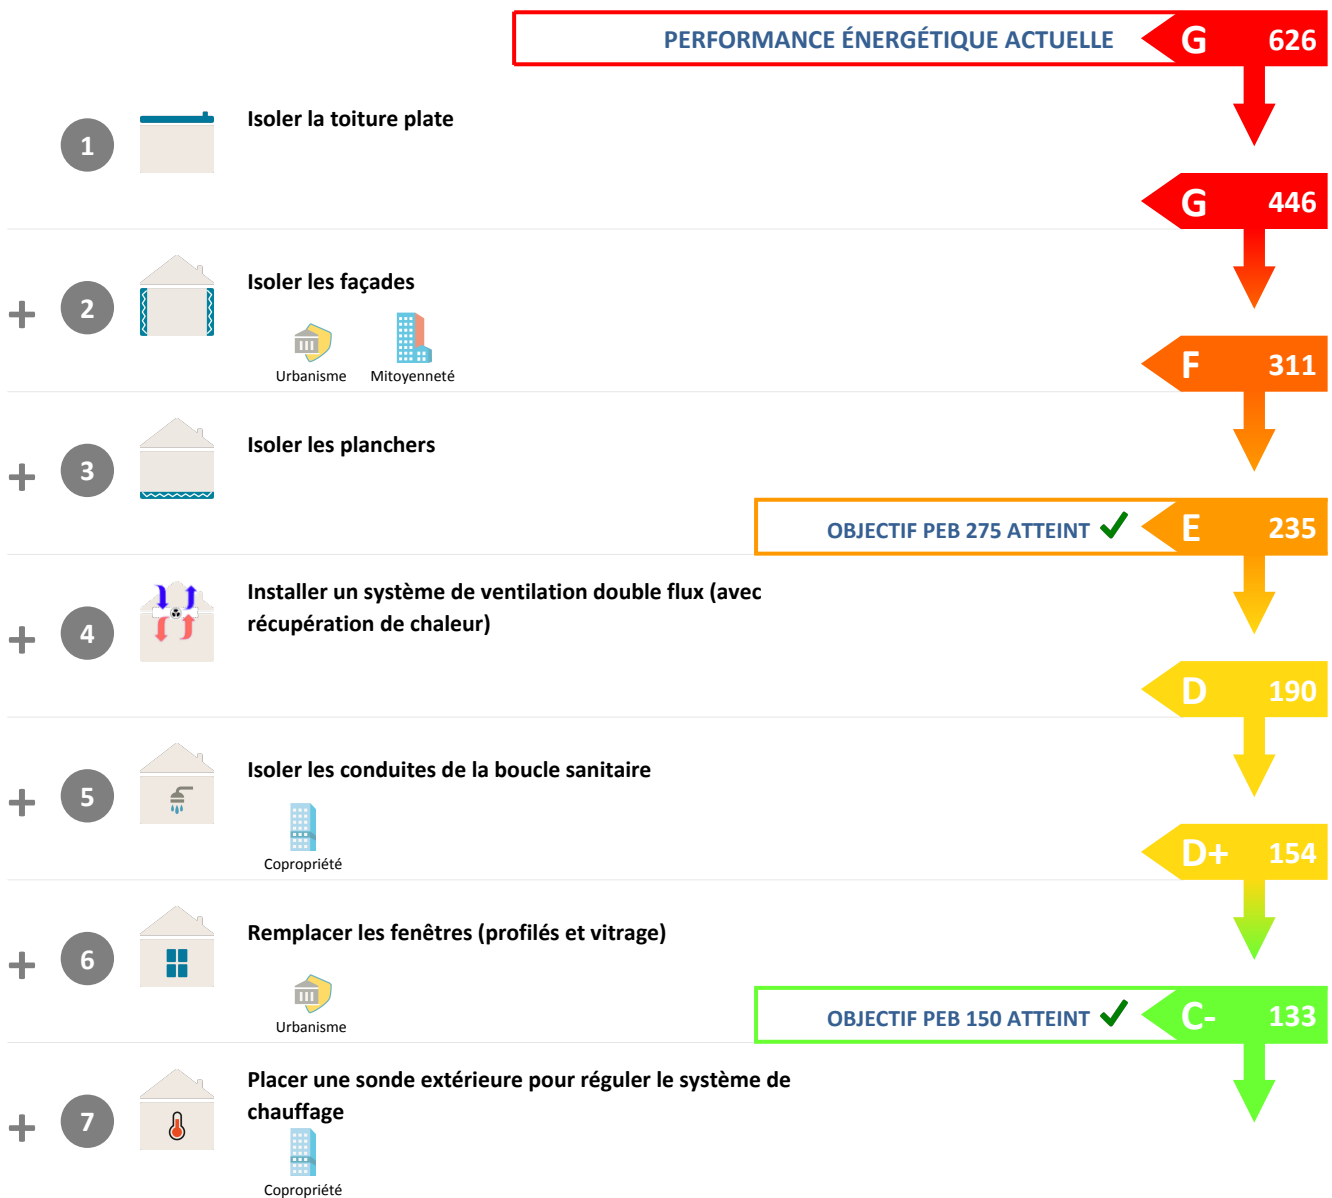 PERFORMANCE ÉNERGÉTIQUE ACTUELLE G 626
1 Isoler la toiture plate
G 446
+ 2 Isoler les façades
Urbanisme Mitoyenneté
F 311
+ 3 Isoler les planchers
OBJECTIF PEB 275 ATTEINT E 235
+ 4 Installer un système de ventilation double flux (avec
récupération de chaleur)
D 190
+ 5 Isoler les conduites de la boucle sanitaire
Copropriété
D+ 154
+ 6 Remplacer les fenêtres (profilés et vitrage)
Urbanisme
OBJECTIF PEB 150 ATTEINT C- 133
+ 7 Placer une sonde extérieure pour réguler le système de
chauffage
Copropriété